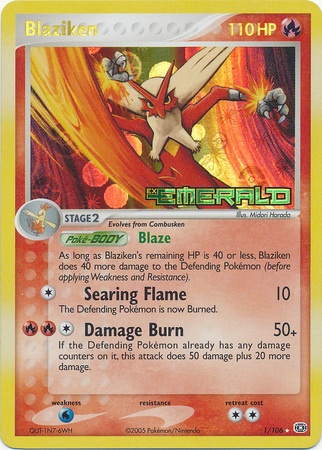 Blaziken 110 HP
EX EMERALD
Illus. Midori Harada
STAGE 2
Evolves from Combusken
Poké-BODY Blaze
As long as Blaziken's remaining HP is 40 or less, Blaziken
does 40 more damage to the Defending Pokémon (before
applying Weakness and Resistance).
Searing Flame 10
The Defending Pokémon is now Burned.
Damage Burn 50+
If the Defending Pokémon already has any damage
counters on it, this attack does 50 damage plus 20 more
damage.
weakness resistance retreat cost
OUT-1N7-6WH ©2005 Pokémon/Nintendo 1/106